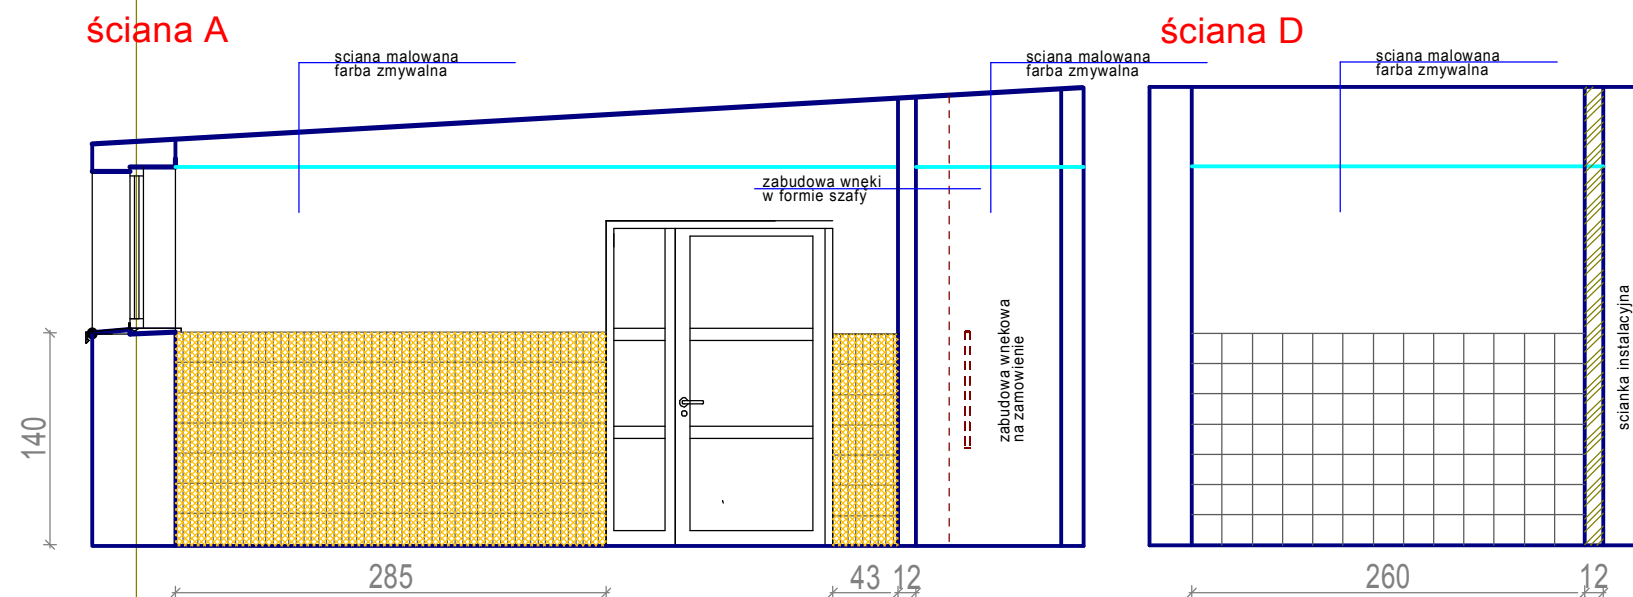 ściana A
ściana D
sciana malowana
farba zmywalna
sciana malowana
farba zmywalna
sciana malowana
farba zmywalna
zabudowa wnęki
w formie szafy
zabudowa wnekowa
na zamowienie
scianka instalacyjna
140
285
43
12
260
12